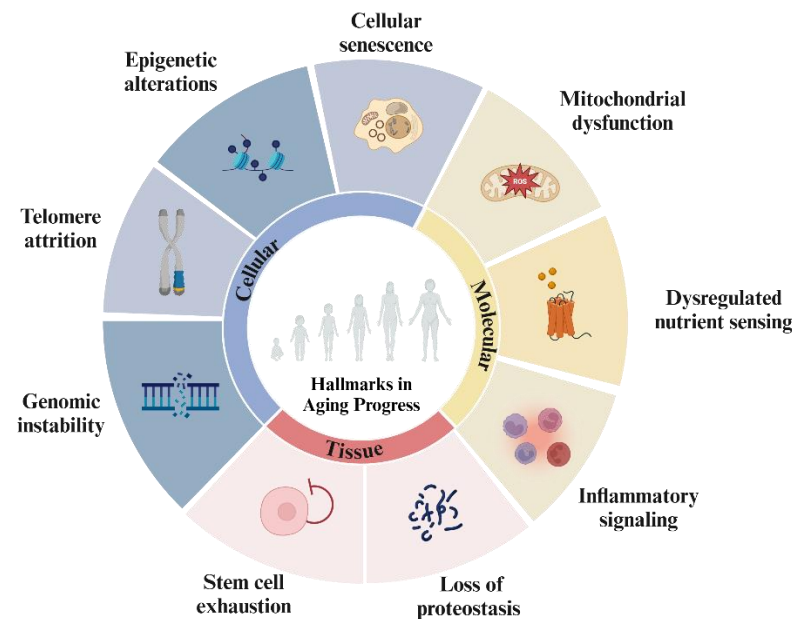 Cellular
senescence
Epigenetic
alterations
Mitochondrial
dysfunction
ROS
Telomere
attrition
Cellular
Molecular
Dysregulated
nutrient sensing
Hallmarks in
Aging Progress
Genomic
instability
Tissue
Inflammatory
signaling
Stem cell
exhaustion
Loss of
proteostasis